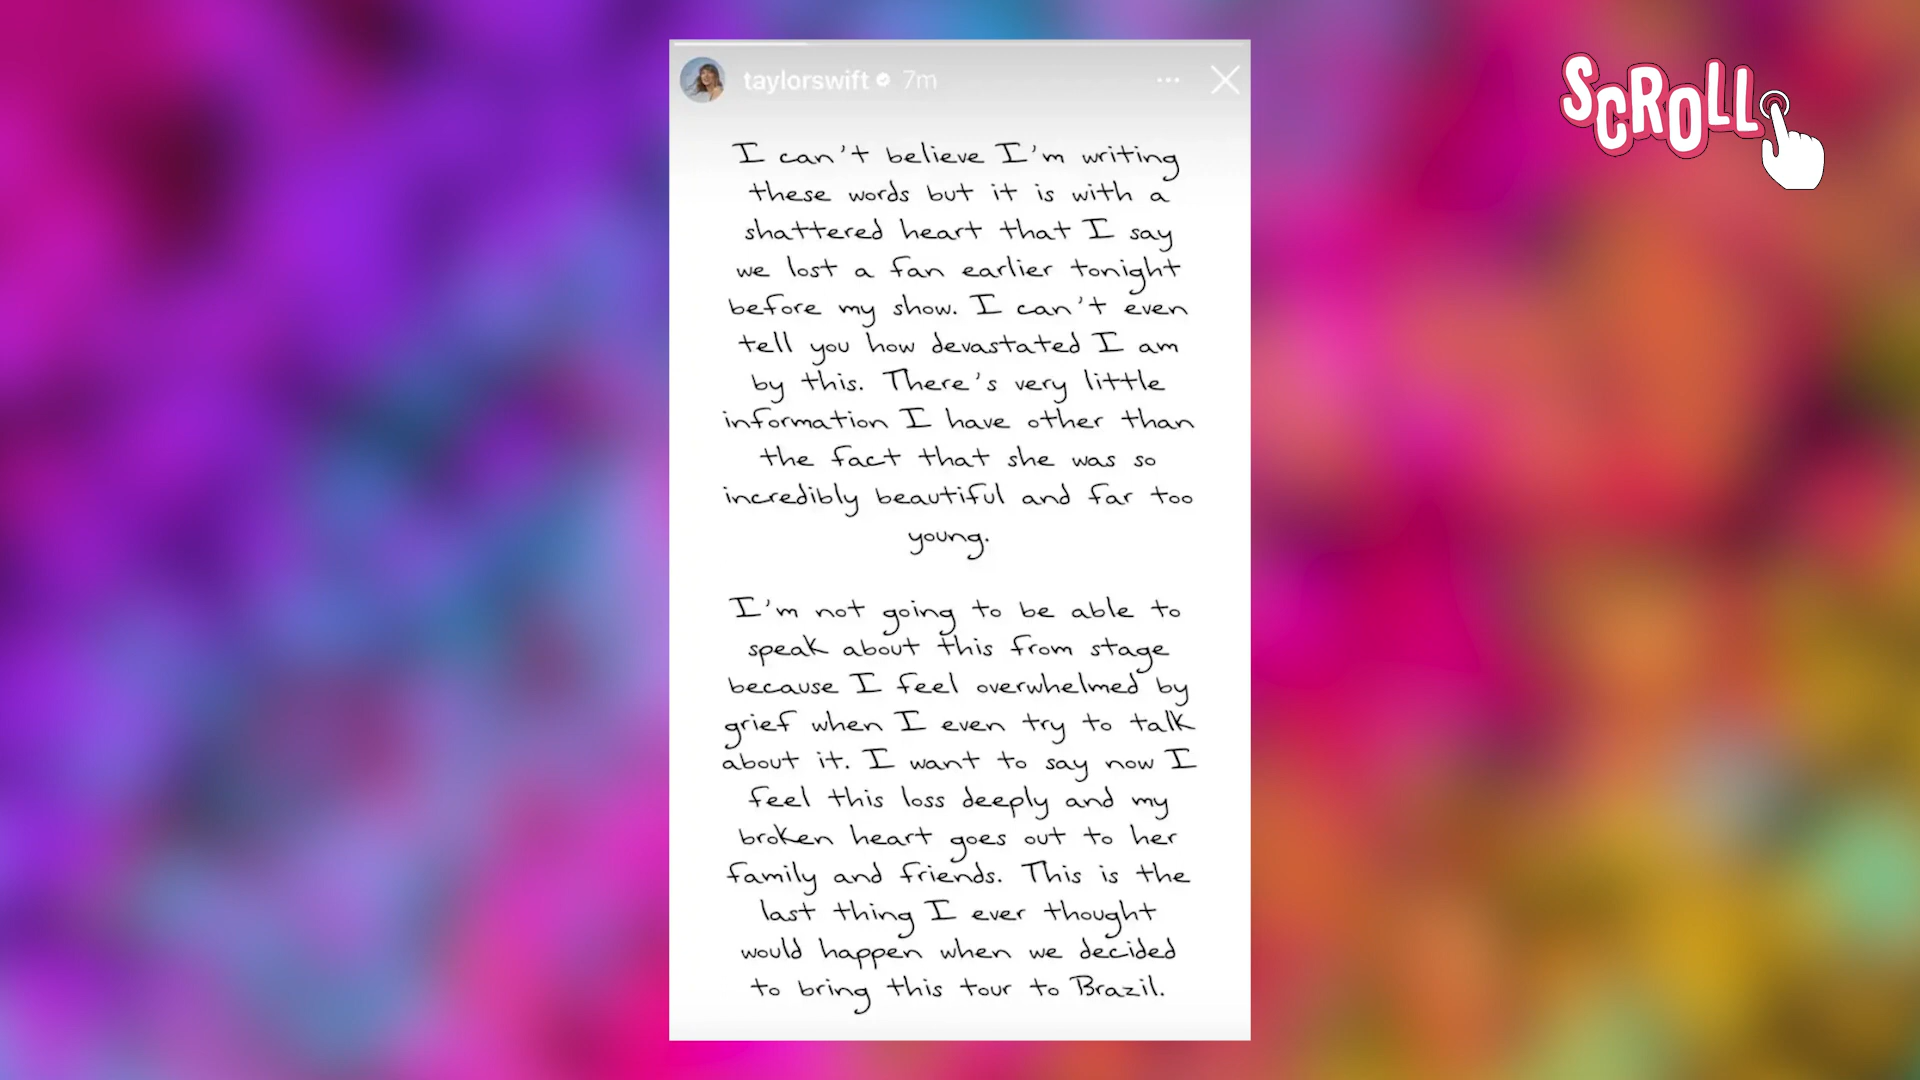 SCROLL
taylorswift 7m
I can't believe I'm writing
these words but it is with a
shattered heart that I say
we lost a fan earlier tonight
before my show. I can't even
tell you how devastated I am
by this. There's very little
information I have other than
the fact that she was so
incredibly beautiful and far too
young.
I'm not going to be able to
speak about this from stage
because I feel overwhelmed by
grief when I even try to talk
about it. I want to say now I
feel this loss deeply and my
broken heart goes out to her
family and friends. This is the
last thing I ever thought
would happen when we decided
to bring this tour to Brazil.